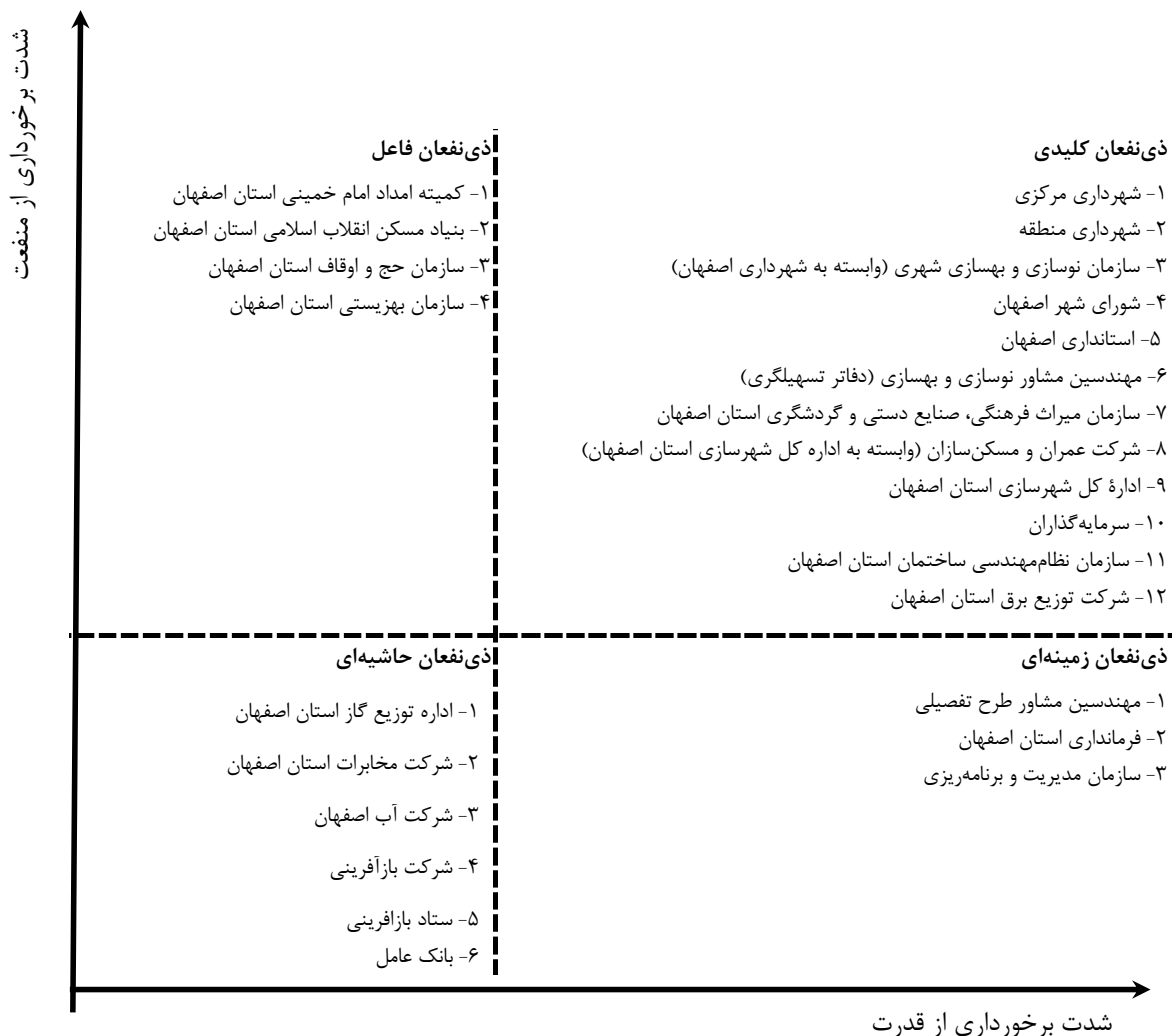 شدت برخورداری از منفعت
ذی‌نفعان کلیدی
۱- شهرداری مرکزی
۲- شهرداری منطقه
۳- سازمان نوسازی و بهسازی شهری (وابسته به شهرداری اصفهان)
۴- شورای شهر اصفهان
۵- استانداری اصفهان
۶- مهندسین مشاور نوسازی و بهسازی (دفاتر تسهیلگری)
۷- سازمان میراث فرهنگی، صنایع دستی و گردشگری استان اصفهان
۸- شرکت عمران و مسکن‌سازان (وابسته به اداره کل شهرسازی استان اصفهان)
۹- ادارۀ کل شهرسازی استان اصفهان
۱۰- سرمایه‌گذاران
۱۱- سازمان نظام‌مهندسی ساختمان استان اصفهان
۱۲- شرکت توزیع برق استان اصفهان
ذی‌نفعان فاعل
۱- کمیته امداد امام خمینی استان اصفهان
۲- بنیاد مسکن انقلاب اسلامی استان اصفهان
۳- سازمان حج و اوقاف استان اصفهان
۴- سازمان بهزیستی استان اصفهان
ذی‌نفعان زمینه‌ای
۱- مهندسین مشاور طرح تفصیلی
۲- فرمانداری استان اصفهان
۳- سازمان مدیریت و برنامه‌ریزی
ذی‌نفعان حاشیه‌ای
۱- اداره توزیع گاز استان اصفهان
۲- شرکت مخابرات استان اصفهان
۳- شرکت آب اصفهان
۴- شرکت بازآفرینی
۵- ستاد بازافرینی
۶- بانک عامل
شدت برخورداری از قدرت